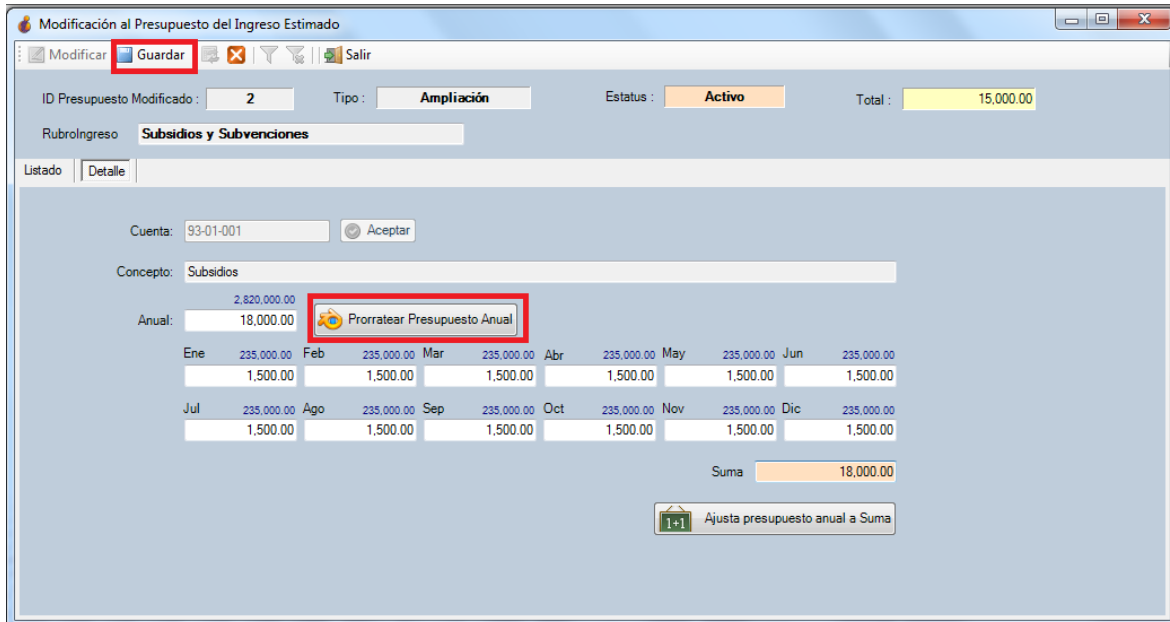 Modificación al Presupuesto del Ingreso Estimado
Modificar Guardar Salir
ID Presupuesto Modificado : 2 Tipo : Ampliación Estatus : Activo Total : 15,000.00
RubroIngreso Subsidios y Subvenciones
Listado Detalle
Cuenta: 93-01-001 Aceptar
Concepto: Subsidios
2,820,000.00
Anual: 18,000.00 Prorratear Presupuesto Anual
Ene 235,000.00 Feb 235,000.00 Mar 235,000.00 Abr 235,000.00 May 235,000.00 Jun 235,000.00
1,500.00 1,500.00 1,500.00 1,500.00 1,500.00 1,500.00
Jul 235,000.00 Ago 235,000.00 Sep 235,000.00 Oct 235,000.00 Nov 235,000.00 Dic 235,000.00
1,500.00 1,500.00 1,500.00 1,500.00 1,500.00 1,500.00
Suma 18,000.00
1+1 Ajusta presupuesto anual a Suma